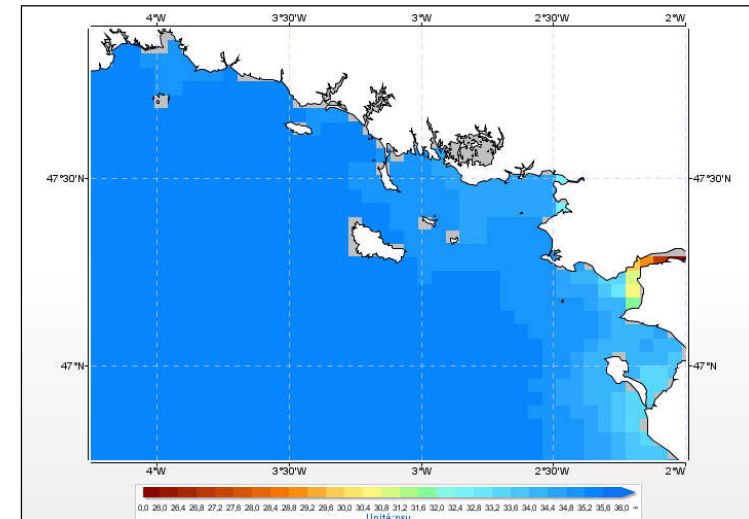 4°W 3°30'W 3°W 2°30'W 2°W
47°30'N 47°30'N
47°N 47°N
4°W 3°30'W 3°W 2°30'W 2°W
0,0 26,0 26,4 26,8 27,2 27,6 28,0 28,4 28,8 29,2 29,6 30,0 30,4 30,8 31,2 31,6 32,0 32,4 32,8 33,2 33,6 34,0 34,4 34,8 35,2 35,6 36,0 ∞
Unité:psu